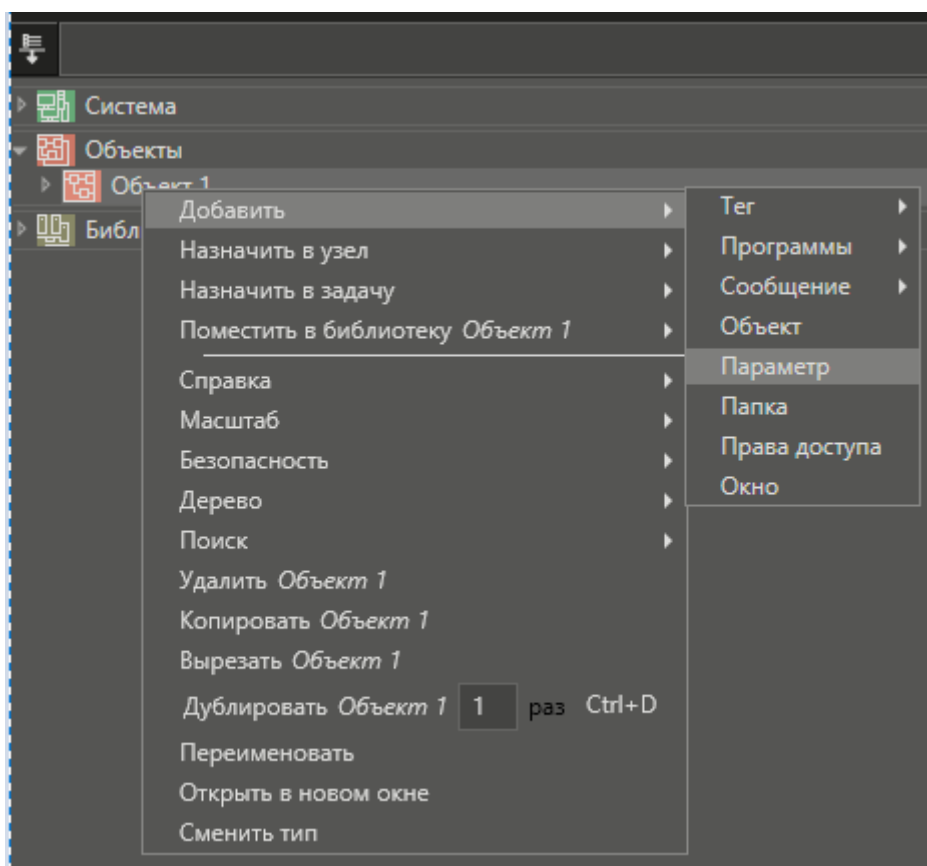 Система
Объекты
Объект 1
Библ
Добавить
Назначить в узел
Назначить в задачу
Поместить в библиотеку Объект 1
Справка
Масштаб
Безопасность
Дерево
Поиск
Удалить Объект 1
Копировать Объект 1
Вырезать Объект 1
Дублировать Объект 1 1 раз Ctrl+D
Переименовать
Открыть в новом окне
Сменить тип
Тег
Программы
Сообщение
Объект
Параметр
Папка
Права доступа
Окно